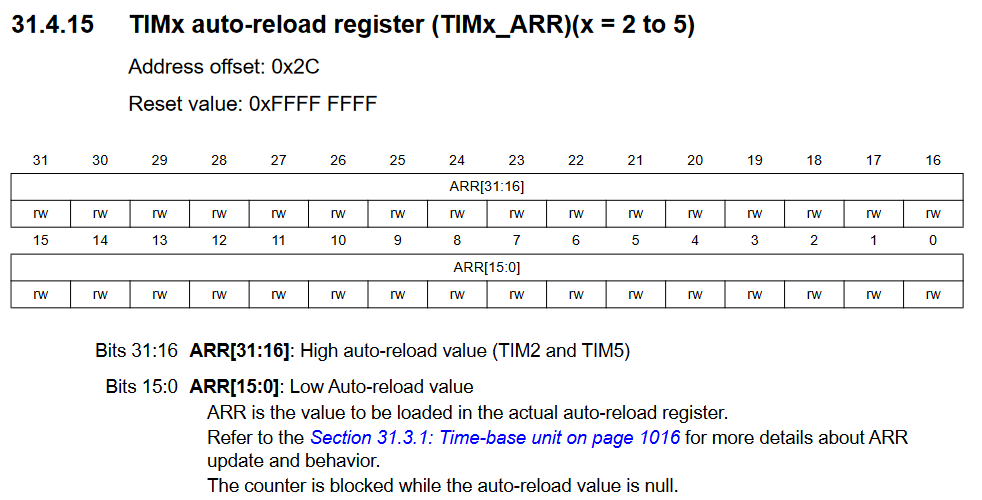 31.4.15 TIMx auto-reload register (TIMx_ARR)(x = 2 to 5)
Address offset: 0x2C
Reset value: 0xFFFF FFFF
31 30 29 28 27 26 25 24 23 22 21 20 19 18 17 16
ARR[31:16]
rw rw rw rw rw rw rw rw rw rw rw rw rw rw rw rw
15 14 13 12 11 10 9 8 7 6 5 4 3 2 1 0
ARR[15:0]
rw rw rw rw rw rw rw rw rw rw rw rw rw rw rw rw
Bits 31:16 ARR[31:16]: High auto-reload value (TIM2 and TIM5)
Bits 15:0 ARR[15:0]: Low Auto-reload value
ARR is the value to be loaded in the actual auto-reload register.
Refer to the Section 31.3.1: Time-base unit on page 1016 for more details about ARR
update and behavior.
The counter is blocked while the auto-reload value is null.